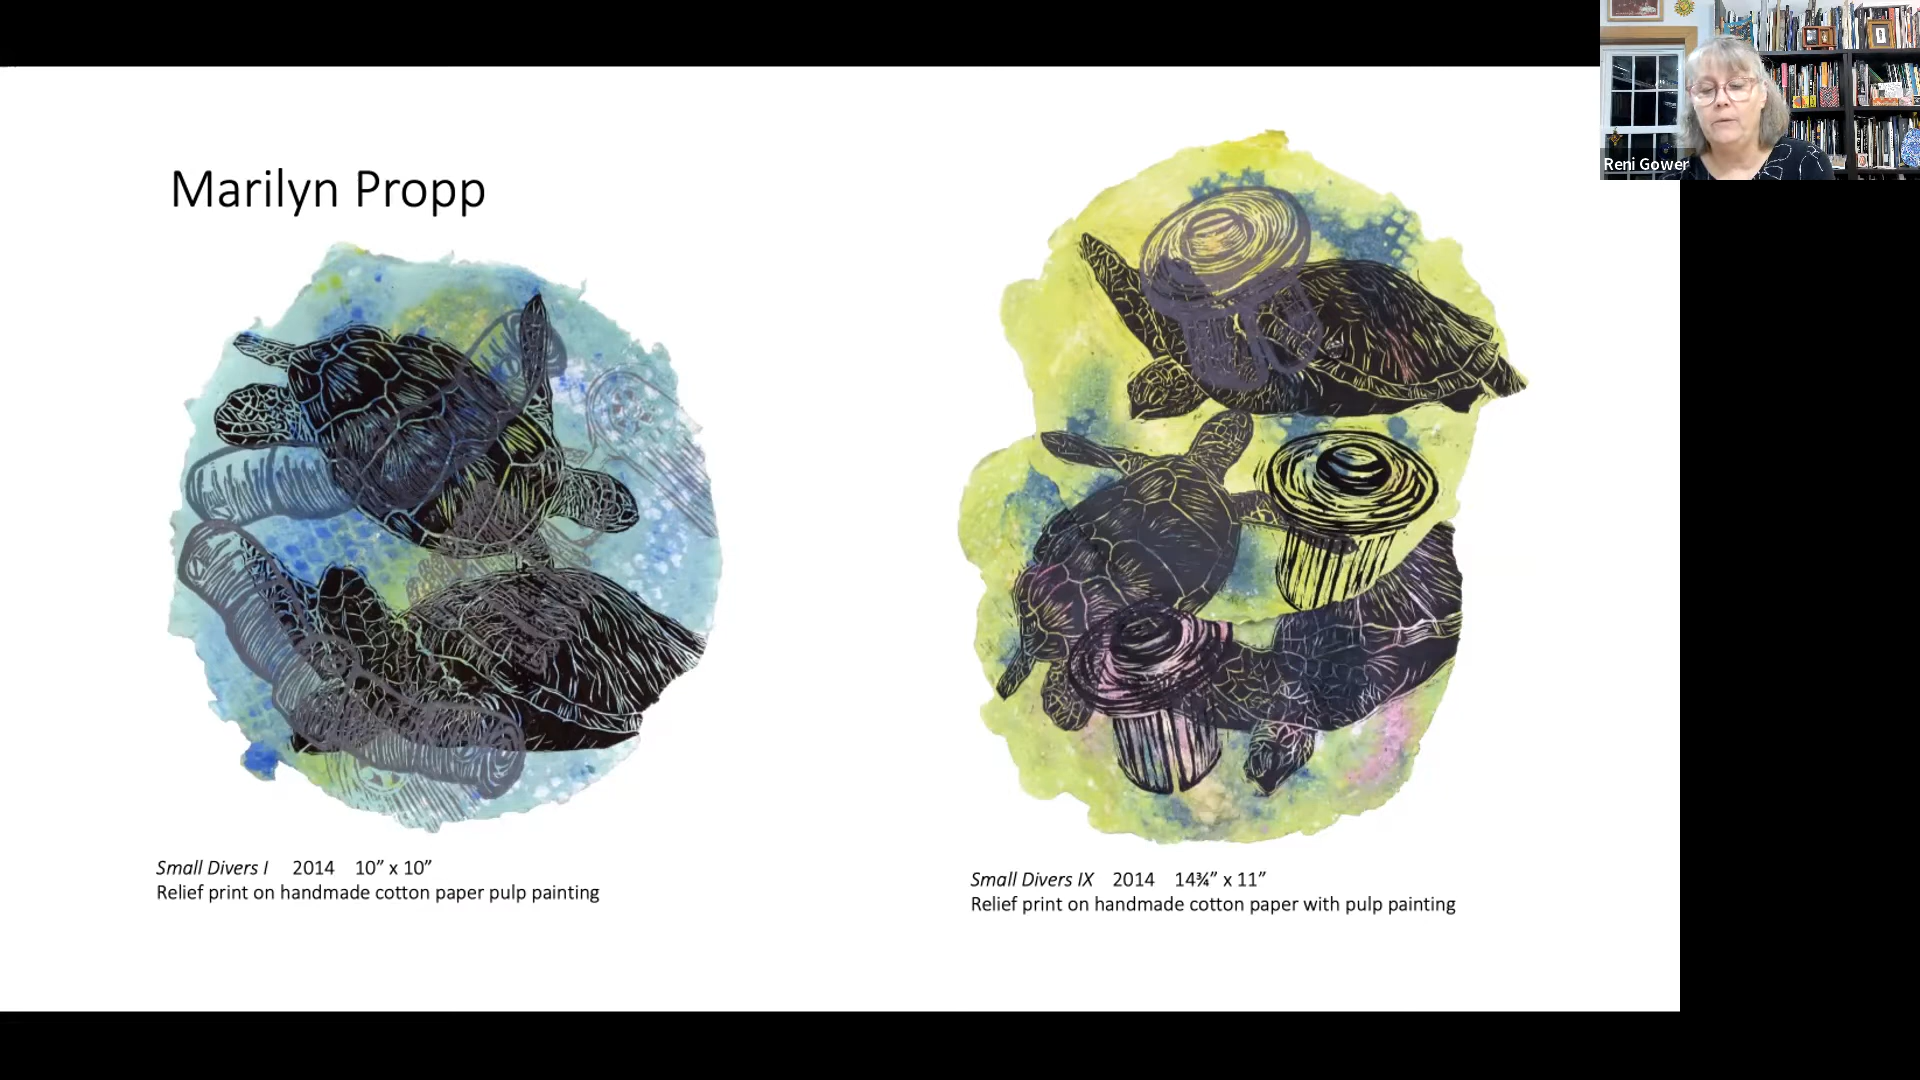 Marilyn Propp
Small Divers I 2014 10” x 10”
Relief print on handmade cotton paper pulp painting
Small Divers IX 2014 14¾” x 11”
Relief print on handmade cotton paper with pulp painting
Reni Gower